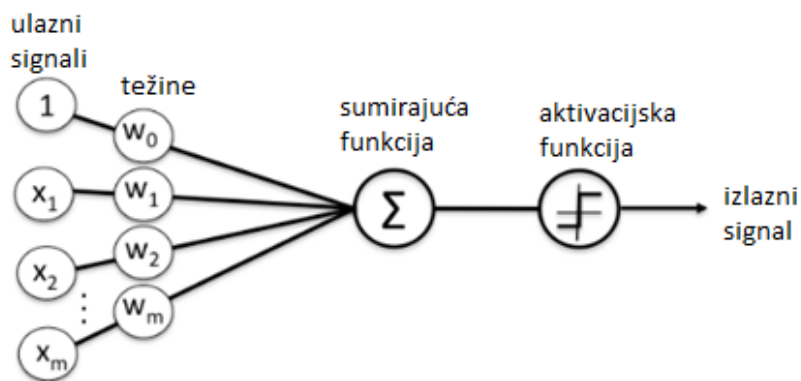 ulazni
signali
težine
1
w0
x1
w1
x2
w2
⋮
xm
wm
sumirajuća
funkcija
Σ
aktivacijska
funkcija
izlazni
signal